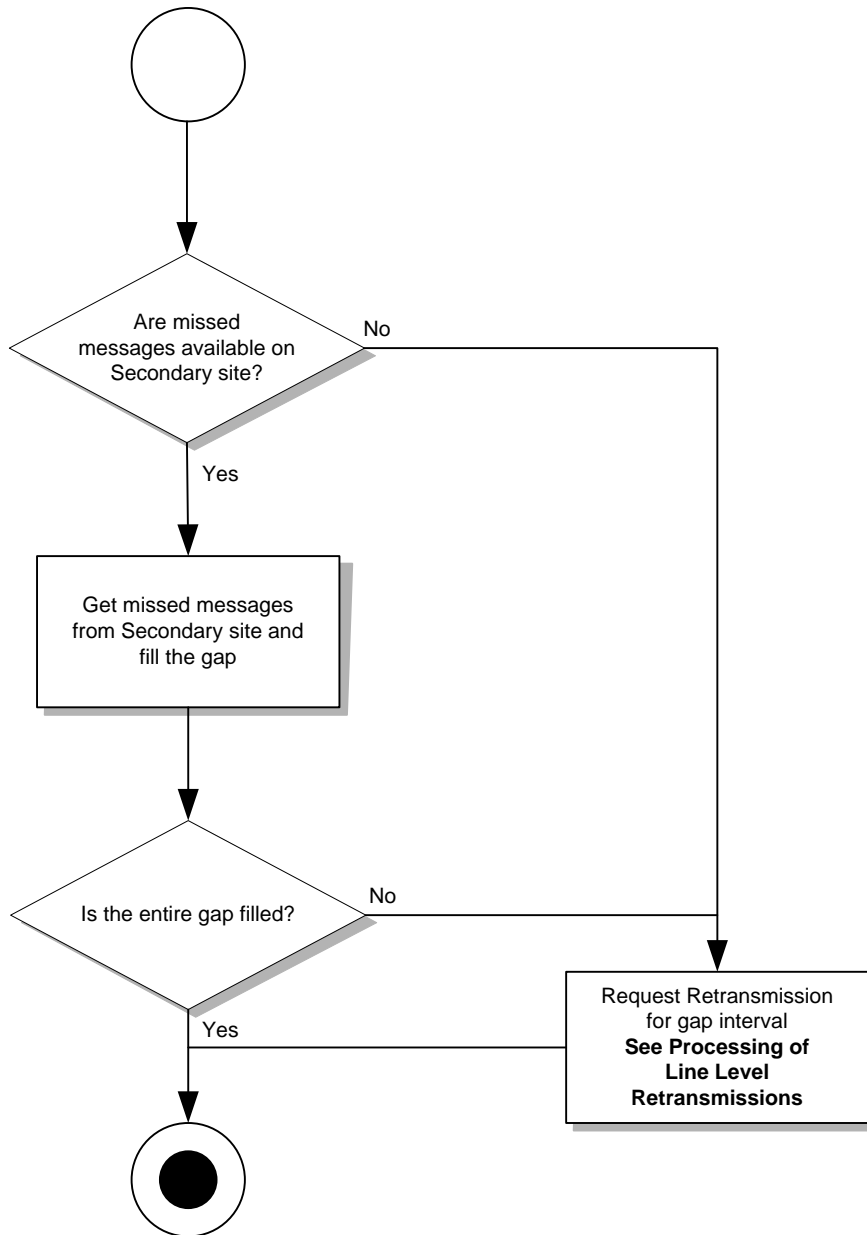 Are missed
messages available on
Secondary site?
No
Yes
Get missed messages
from Secondary site and
fill the gap
Is the entire gap filled?
No
Yes
Request Retransmission
for gap interval
See Processing of
Line Level
Retransmissions